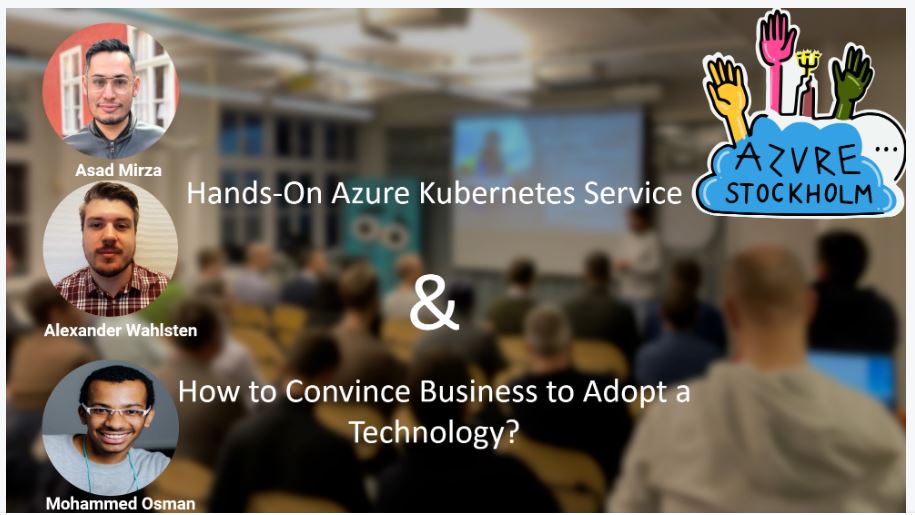 Asad Mirza
Hands-On Azure Kubernetes Service
AZVRE
STOCKHOLM
&
Alexander Wahlsten
How to Convince Business to Adopt a
Technology?
Mohammed Osman